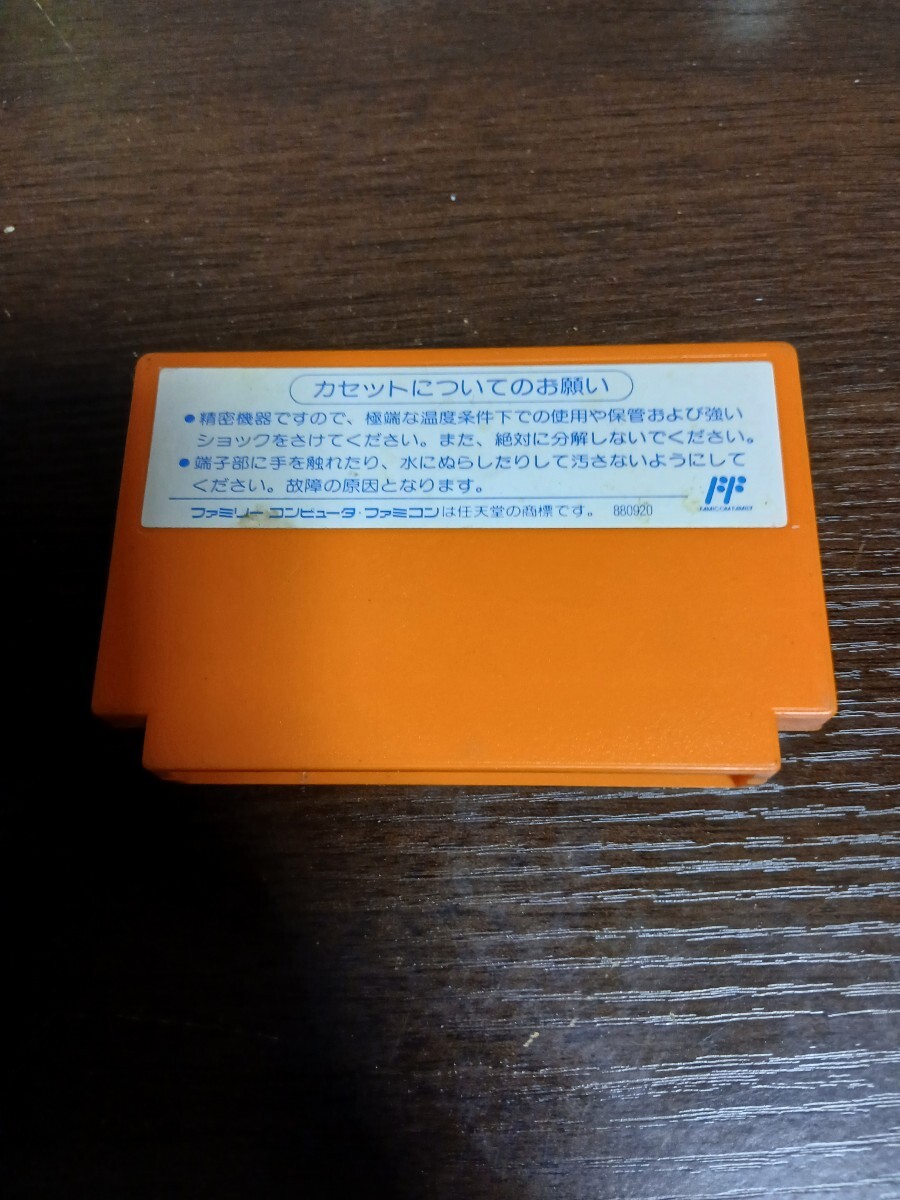 カセットについてのお願い
●精密機器ですので、極端な温度条件下での使用や保管および強い
ショックをさけてください。また、絶対に分解しないでください。
●端子部に手を触れたり、水にぬらしたりして汚さないようにして
ください。故障の原因となります。
FF
FAMICOM FAMILY
ファミリー コンピュータ・ファミコンは任天堂の商標です。 880920